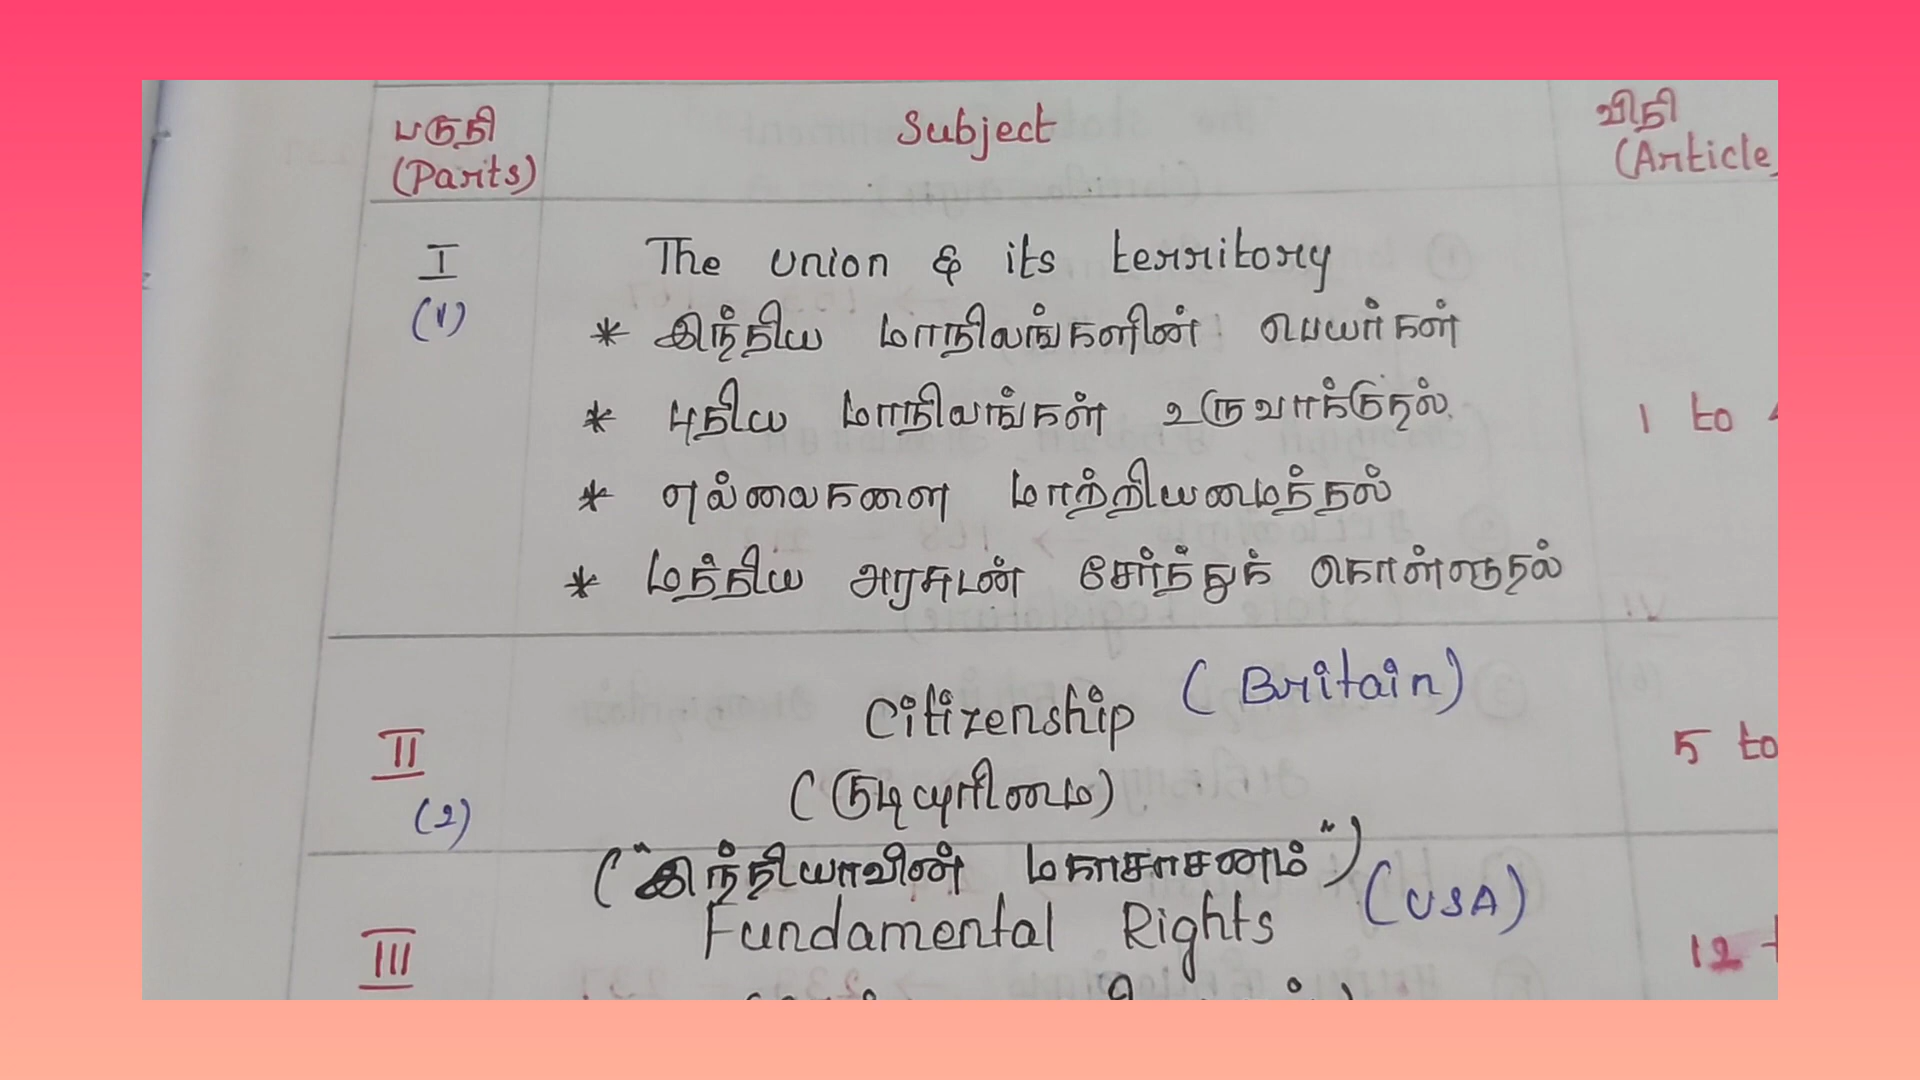 பகுதி
(Parts)
Subject
விதி
(Article
I
(1)
The union & its territory
* இந்திய மாநிலங்களின் பெயர்கள்
* புதிய மாநிலங்கள் உருவாக்குதல்
* எல்லைகளை மாற்றியமைத்தல்
* மத்திய அரசுடன் சேர்த்துக் கொள்ளுதல்
1 to
II
(2)
Citizenship (Britain)
(குடியுரிமை)
5 to
("இந்தியாவின் மகாசாசனம்")
III
Fundamental Rights (USA)
12